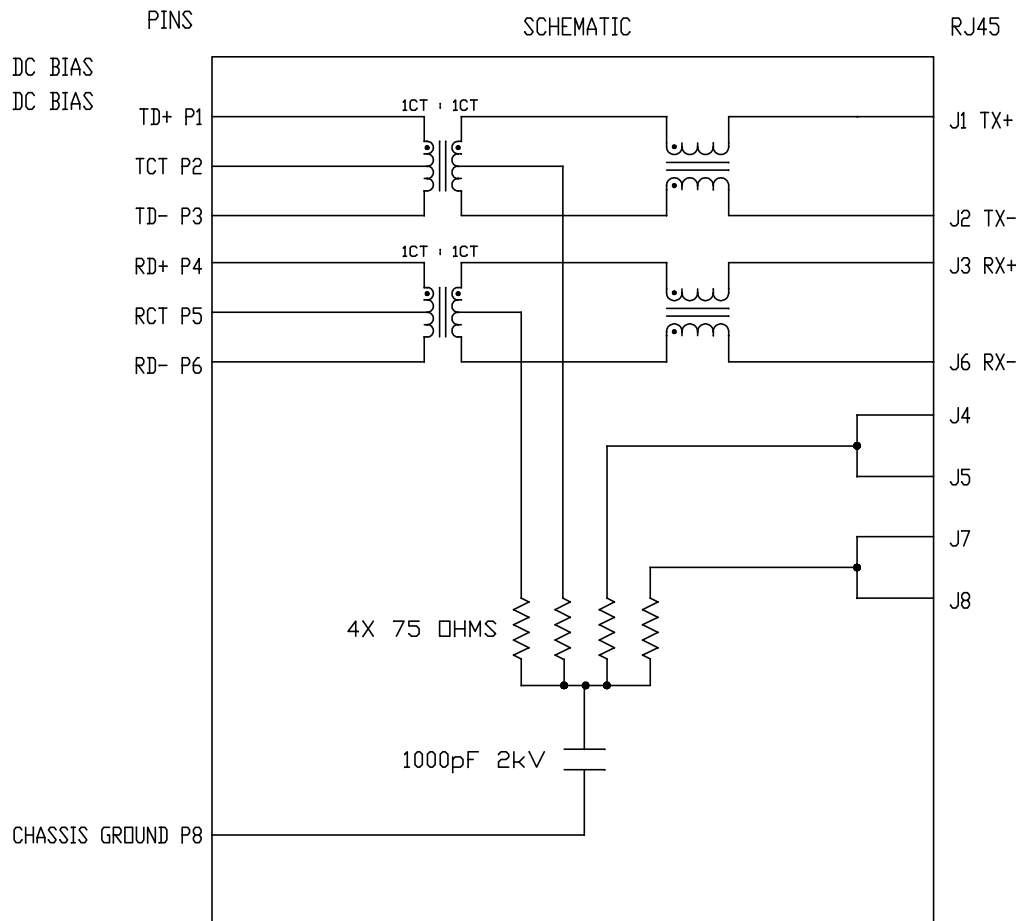 PINS
SCHEMATIC
RJ45
DC BIAS
DC BIAS
1CT : 1CT
TD+ P1
J1 TX+
TCT P2
TD- P3
J2 TX-
1CT : 1CT
RD+ P4
J3 RX+
RCT P5
RD- P6
J6 RX-
J4
J5
J7
J8
4X 75 OHMS
1000pF 2kV
CHASSIS GROUND P8